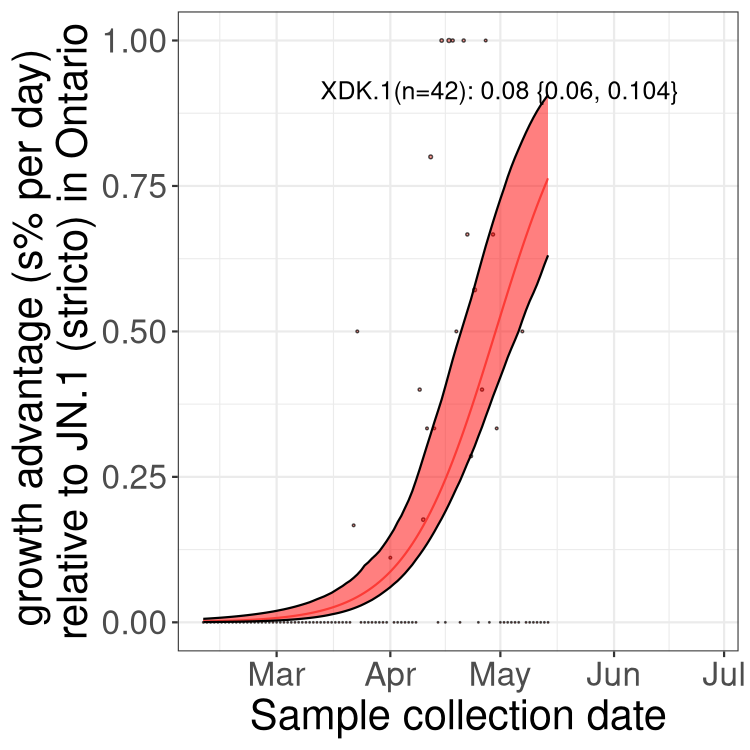 growth advantage (s% per day)
relative to JN.1 (stricto) in Ontario
1.00
0.75
0.50
0.25
0.00
XDK.1(n=42): 0.08 {0.06, 0.104}
Mar Apr May Jun Jul
Sample collection date